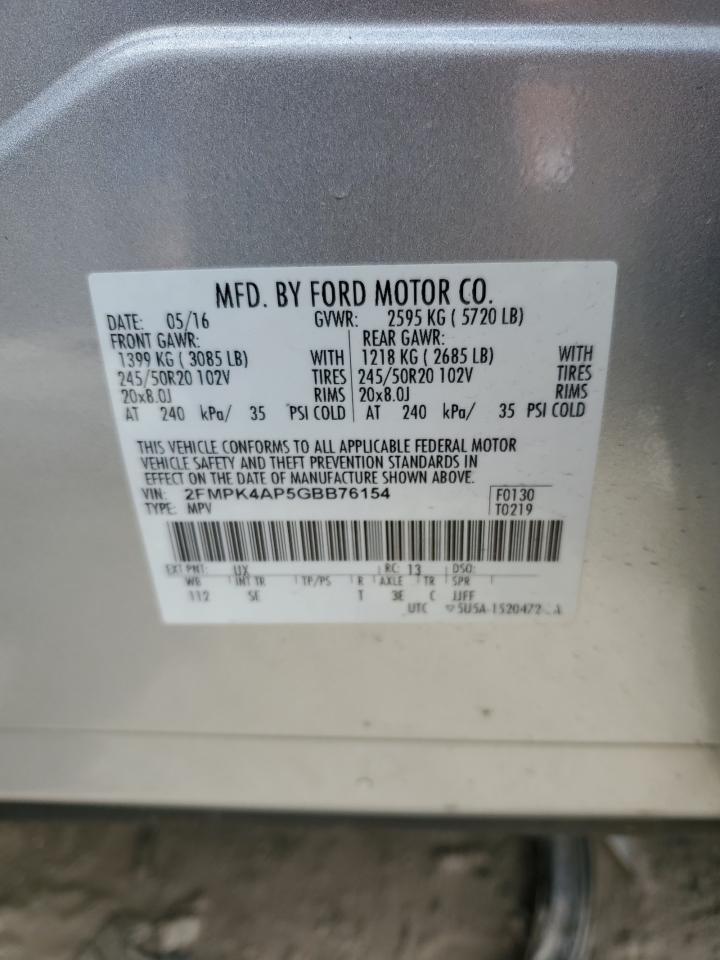 MFD. BY FORD MOTOR CO.
DATE: 05/16 GVWR: 2595 KG ( 5720 LB)
FRONT GAWR: REAR GAWR:
1399 KG ( 3085 LB) WITH 1218 KG ( 2685 LB) WITH
245/50R20 102V TIRES 245/50R20 102V TIRES
20x8.0J RIMS 20x8.0J RIMS
AT 240 kPa/ 35 PSI COLD AT 240 kPa/ 35 PSI COLD
THIS VEHICLE CONFORMS TO ALL APPLICABLE FEDERAL MOTOR
VEHICLE SAFETY AND THEFT PREVENTION STANDARDS IN
EFFECT ON THE DATE OF MANUFACTURE SHOWN ABOVE.
VIN: 2FMPK4AP5GBB76154 F0130
TYPE: MPV T0219
EXT PNT: UX RC: 13 DSO:
WB INT TR TP/PS R AXLE TR SPR
112 SE T 3E C JJFF
UTC